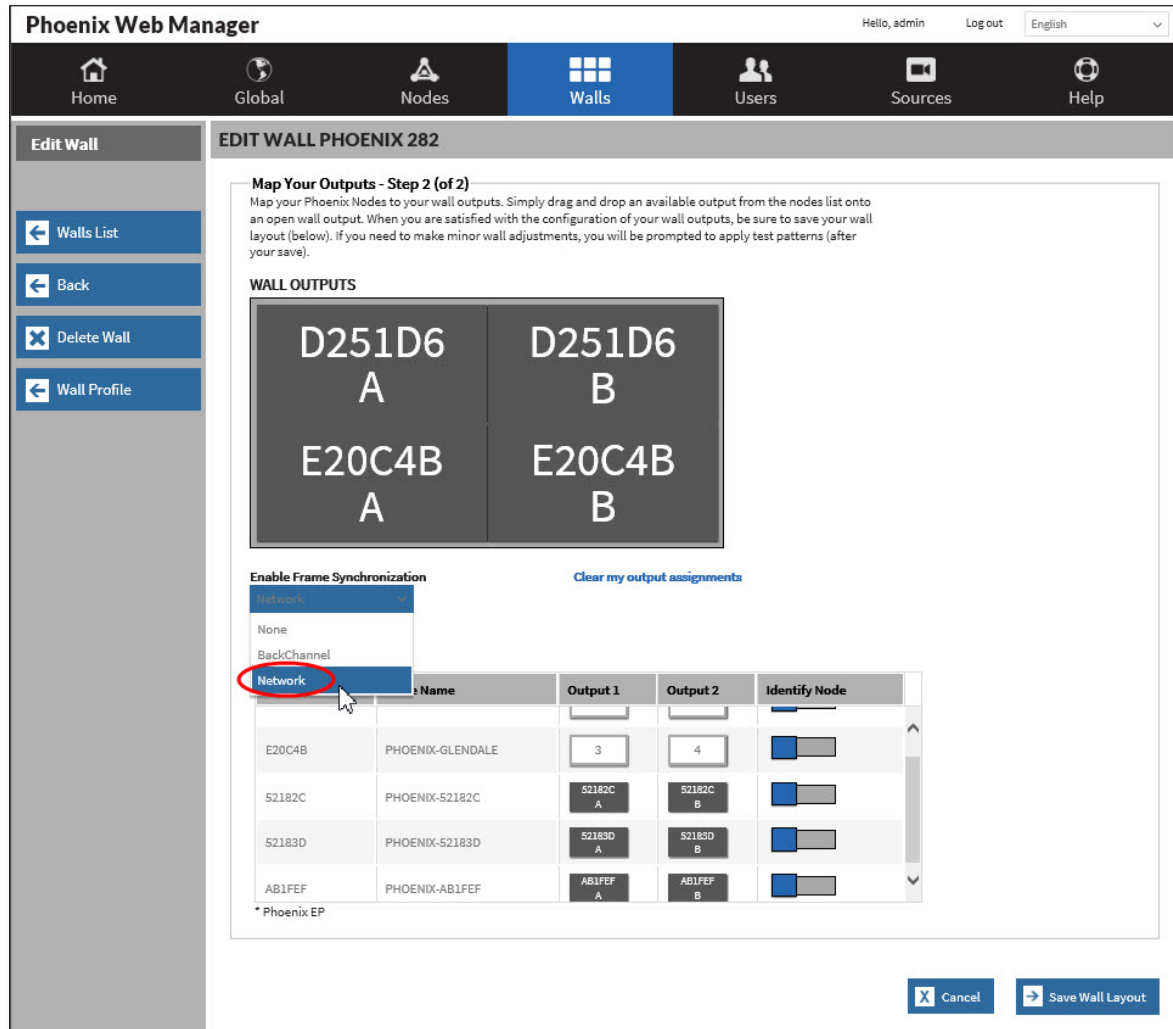 Phoenix Web Manager
Hello, admin
Log out
English
Home
Global
Nodes
Walls
Users
Sources
Help
Edit Wall
Walls List
Back
Delete Wall
Wall Profile
EDIT WALL PHOENIX 282
Map Your Outputs - Step 2 (of 2)
Map your Phoenix Nodes to your wall outputs. Simply drag and drop an available output from the nodes list onto
an open wall output. When you are satisfied with the configuration of your wall outputs, be sure to save your wall
layout (below). If you need to make minor wall adjustments, you will be prompted to apply test patterns (after
your save).
WALL OUTPUTS
D251D6
A
D251D6
B
E20C4B
A
E20C4B
B
Enable Frame Synchronization
Clear my output assignments
Network
None
BackChannel
Network
Name
Output 1
Output 2
Identify Node
E20C4B
PHOENIX-GLENDALE
3
4
52182C
PHOENIX-52182C
52182C
A
52182C
B
52183D
PHOENIX-52183D
52183D
A
52183D
B
AB1FEF
PHOENIX-AB1FEF
AB1FEF
A
AB1FEF
B
* Phoenix EP
X Cancel
Save Wall Layout